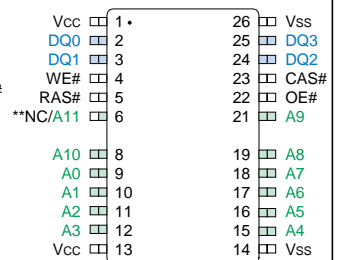 Vcc 1 26 Vss
DQ0 2 25 DQ3
DQ1 3 24 DQ2
WE# 4 23 CAS#
RAS# 5 22 OE#
**NC/A11 6 21 A9
A10 8 19 A8
A0 9 18 A7
A1 10 17 A6
A2 11 16 A5
A3 12 15 A4
Vcc 13 14 Vss